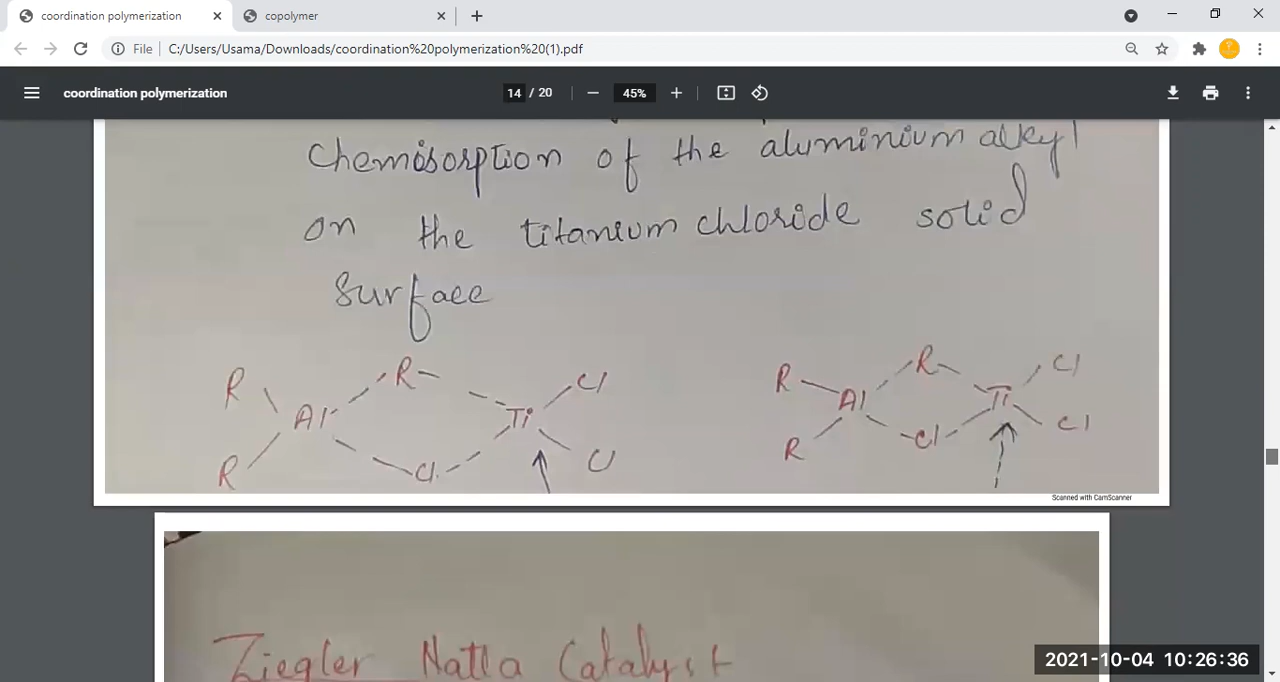 coordination polymerization
copolymer
File C:/Users/Usama/Downloads/coordination%20polymerization%20(1).pdf
coordination polymerization 14 / 20 45%
chemisorption of the aluminium alkyl
on the titanium chloride solid
surface
R R Cl
Al Ti
R Cl Cl
R R Cl
Al Ti
R Cl Cl
Scanned with CamScanner
Ziegler Natta Catalyst
2021-10-04 10:26:36